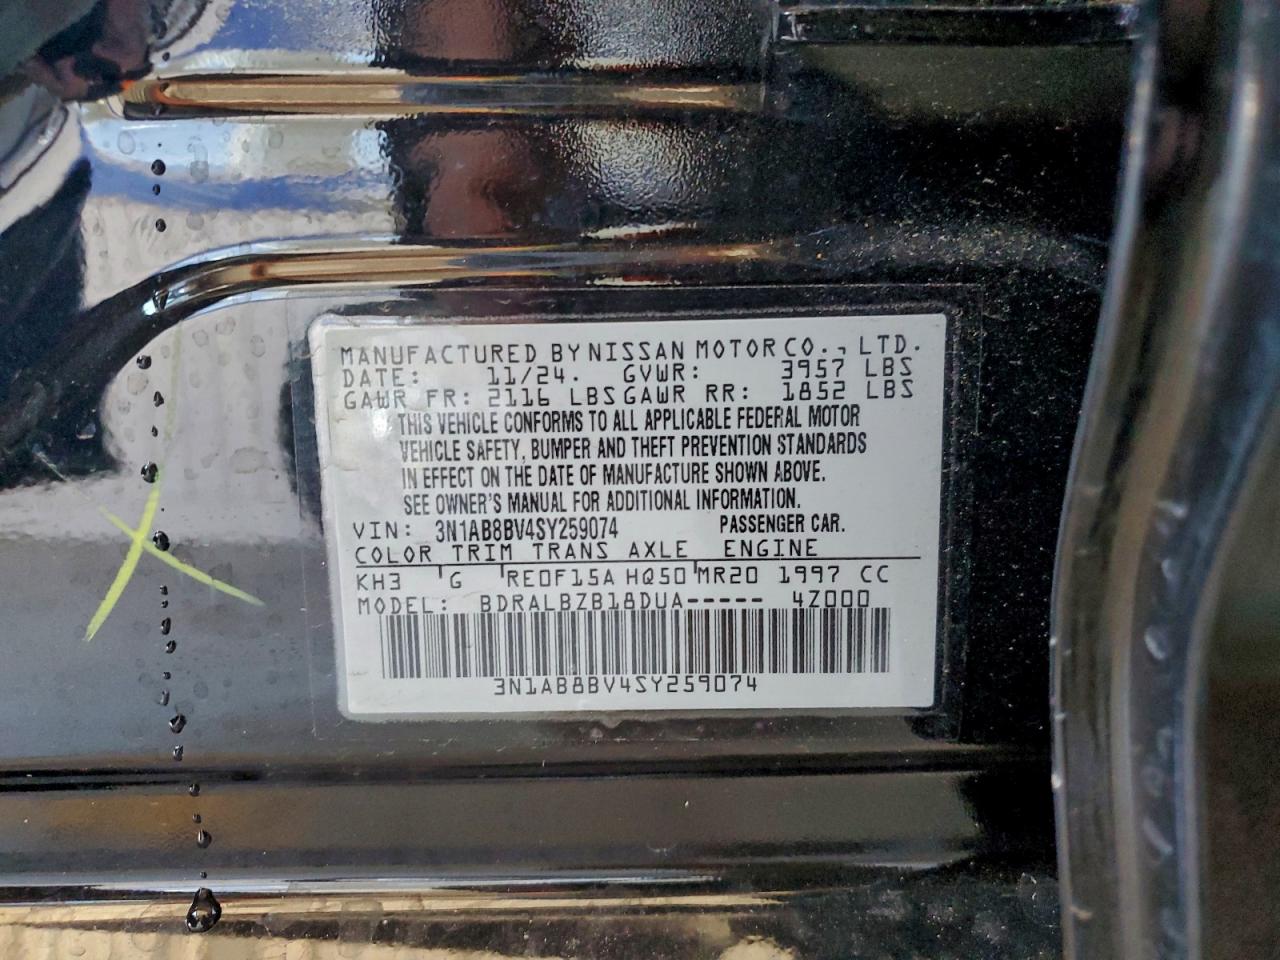 MANUFACTURED BY NISSAN MOTOR CO., LTD.
DATE: 11/24. GVWR: 3957 LBS
GAWR FR: 2116 LBS GAWR RR: 1852 LBS
THIS VEHICLE CONFORMS TO ALL APPLICABLE FEDERAL MOTOR
VEHICLE SAFETY, BUMPER AND THEFT PREVENTION STANDARDS
IN EFFECT ON THE DATE OF MANUFACTURE SHOWN ABOVE.
SEE OWNER'S MANUAL FOR ADDITIONAL INFORMATION.
VIN: 3N1AB8BV4SY259074 PASSENGER CAR.
COLOR TRIM TRANS AXLE ENGINE
KH3 G RE0F15A HQ50 MR20 1997 CC
MODEL: BDRALBZB18DUA----- 4Z000
3N1AB8BV4SY259074